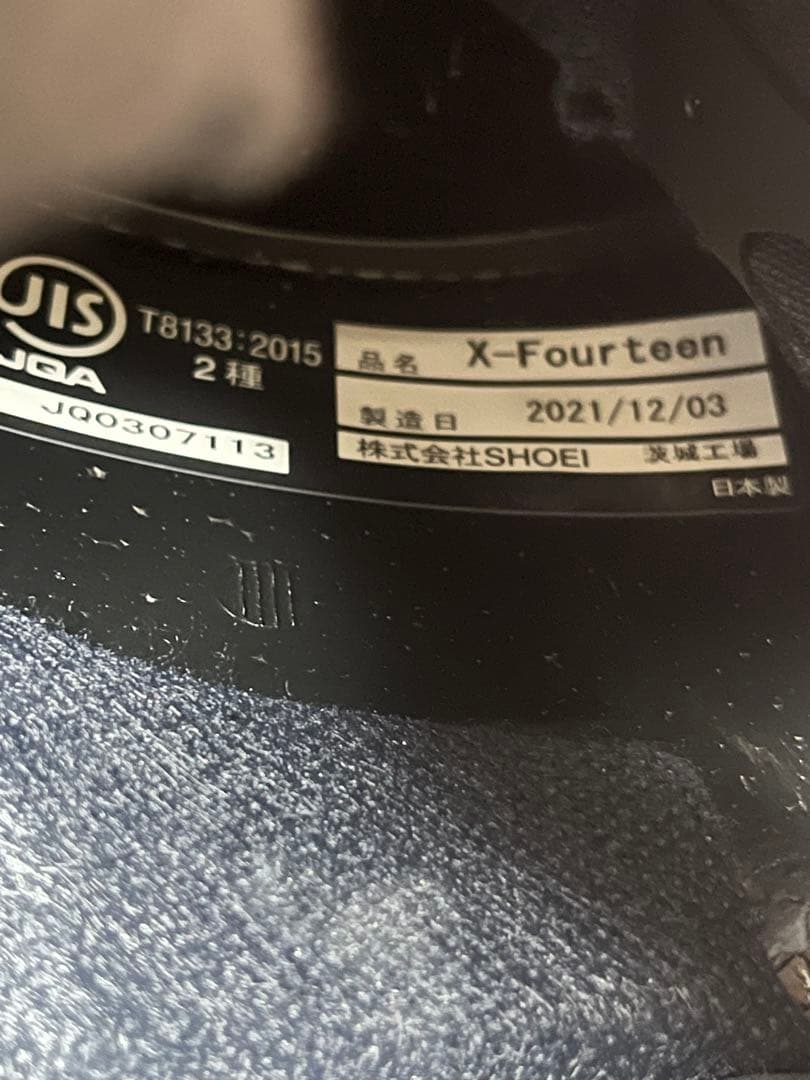 JIS
JQA
T8133:2015
2種
JQ0307113
品名 X-Fourteen
製造日 2021/12/03
株式会社SHOEI 茨城工場
日本製